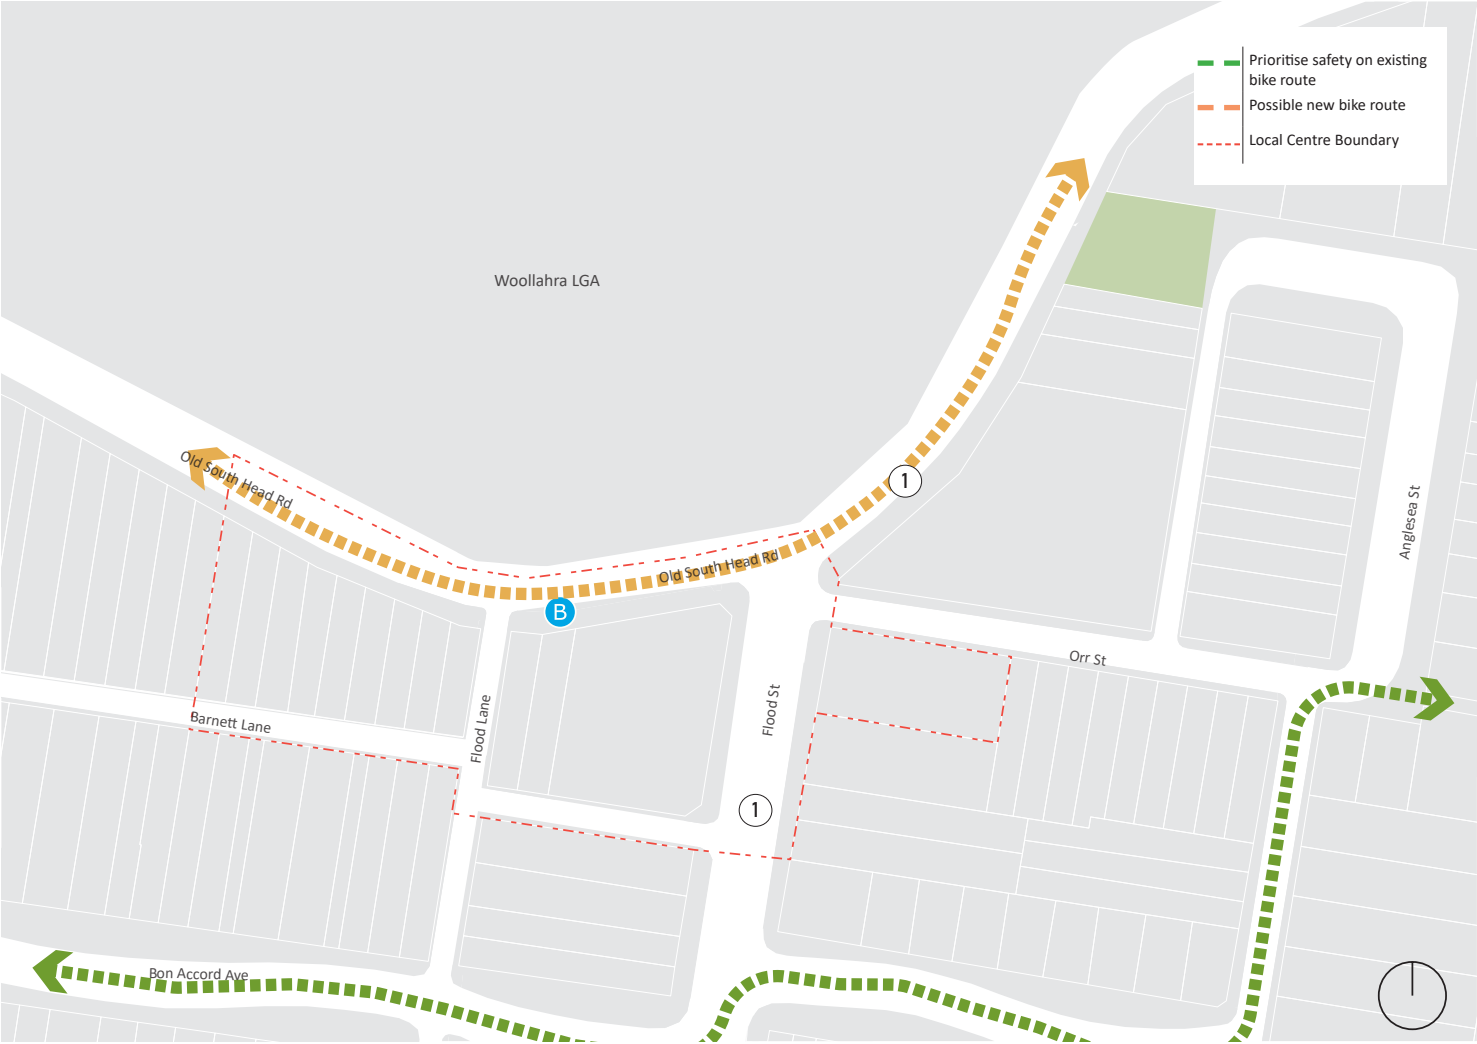 Prioritise safety on existing
bike route
Possible new bike route
Local Centre Boundary
Woollahra LGA
Old South Head Rd
1
Old South Head Rd
B
Anglesea St
Orr St
Flood St
Flood Lane
Barnett Lane
1
Bon Accord Ave